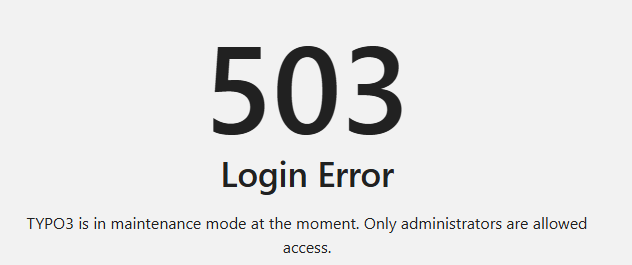 503
Login Error
TYPO3 is in maintenance mode at the moment. Only administrators are allowed
access.